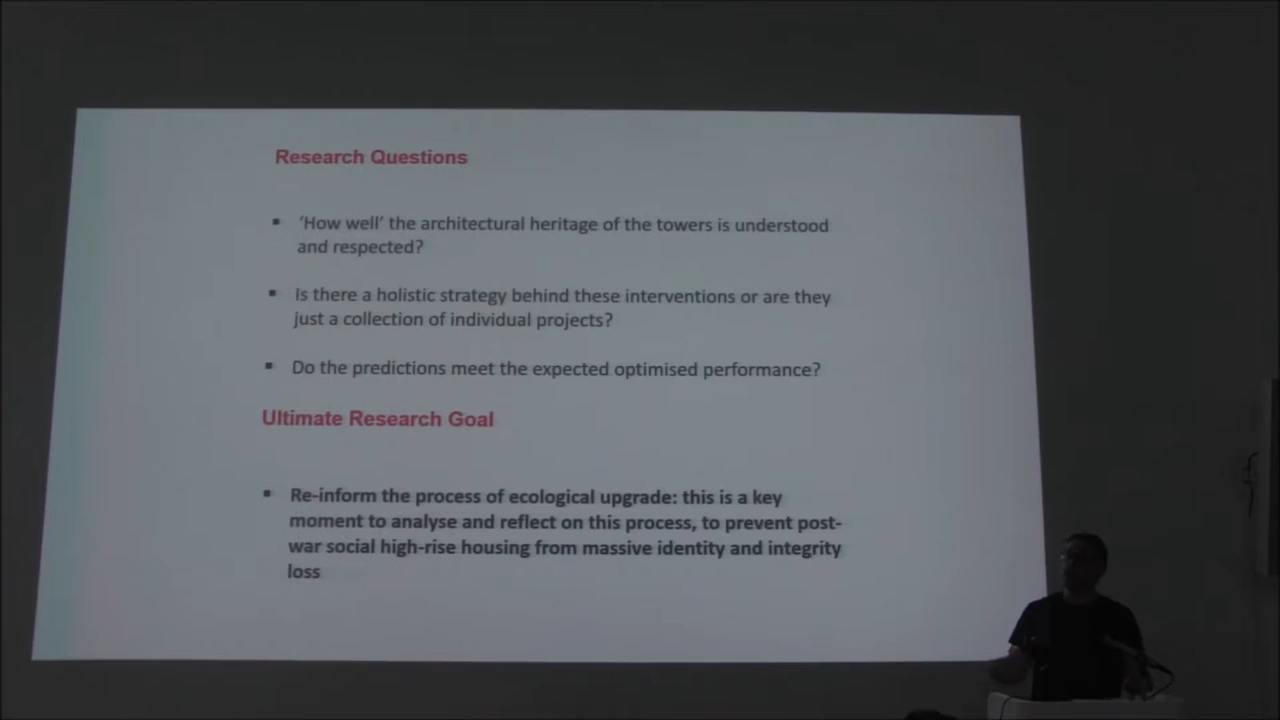 Research Questions
‘How well’ the architectural heritage of the towers is understood
and respected?
Is there a holistic strategy behind these interventions or are they
just a collection of individual projects?
Do the predictions meet the expected optimised performance?
Ultimate Research Goal
Re-inform the process of ecological upgrade: this is a key
moment to analyse and reflect on this process, to prevent post-
war social high-rise housing from massive identity and integrity
loss